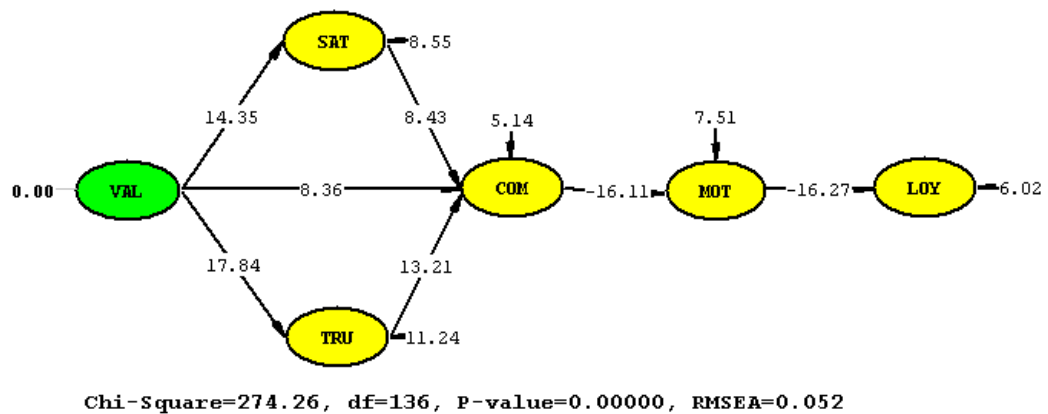 SAT
8.55
14.35
8.43
5.14
7.51
0.00
VAL
8.36
COM
-16.11
MOT
-16.27
LOY
6.02
17.84
13.21
TRU
11.24
Chi-Square=274.26, df=136, P-value=0.00000, RMSEA=0.052